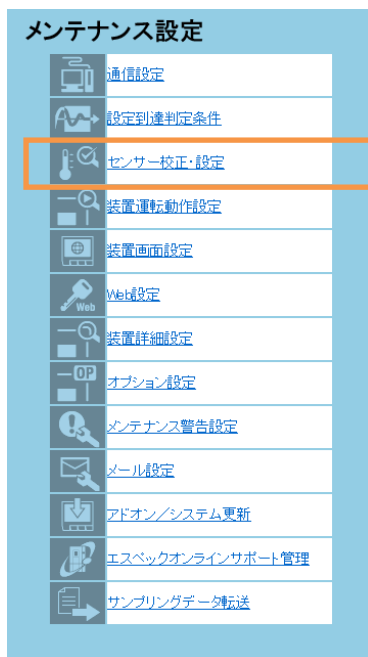 メンテナンス設定
通信設定
設定到達判定条件
センサー校正・設定
装置運転動作設定
装置画面設定
Web
Web設定
装置詳細設定
OP
オプション設定
メンテナンス警告設定
メール設定
アドオン／システム更新
エスペックオンラインサポート管理
サンプリングデータ転送